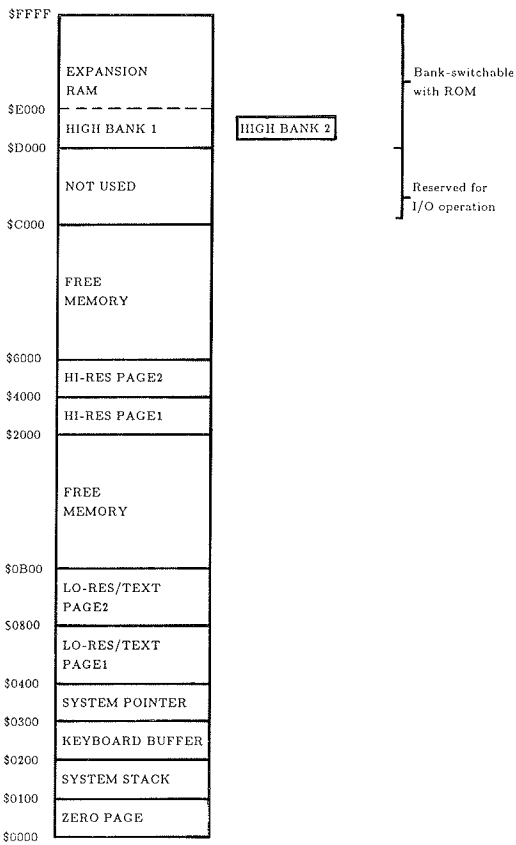 $FFFF
EXPANSION
RAM
Bank-switchable
with ROM
$E000
HIGH BANK 1
HIGH BANK 2
$D000
NOT USED
Reserved for
I/O operation
$C000
FREE
MEMORY
$6000
HI-RES PAGE2
$4000
HI-RES PAGE1
$2000
FREE
MEMORY
$0B00
LO-RES/TEXT
PAGE2
$0800
LO-RES/TEXT
PAGE1
$0400
SYSTEM POINTER
$0300
KEYBOARD BUFFER
$0200
SYSTEM STACK
$0100
ZERO PAGE
$0000